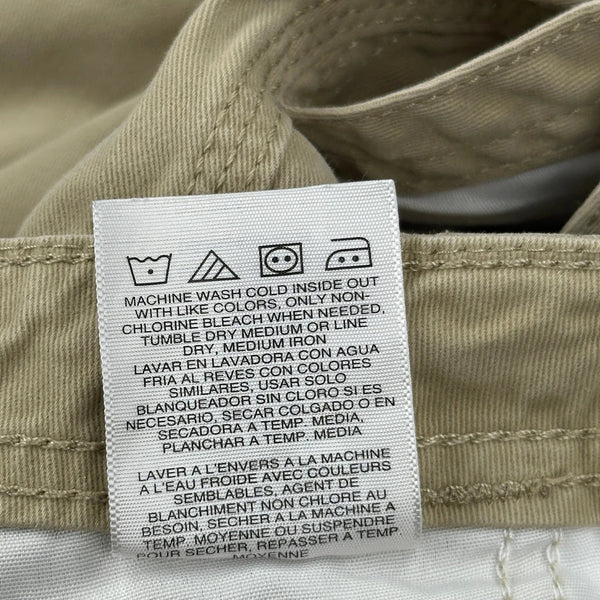 MACHINE WASH COLD INSIDE OUT
WITH LIKE COLORS, ONLY NON-
CHLORINE BLEACH WHEN NEEDED,
TUMBLE DRY MEDIUM OR LINE
DRY, MEDIUM IRON
LAVAR EN LAVADORA CON AGUA
FRIA AL REVES CON COLORES
SIMILARES, USAR SOLO
BLANQUEADOR SIN CLORO SI ES
NECESARIO, SECAR COLGADO O EN
SECADORA A TEMP. MEDIA,
PLANCHAR A TEMP. MEDIA
LAVER A L'ENVERS A LA MACHINE
A L'EAU FROIDE AVEC COULEURS
SEMBLABLES, AGENT DE
BLANCHIMENT NON CHLORE AU
BESOIN, SECHER A LA MACHINE A
TEMP. MOYENNE OU SUSPENDRE
POUR SECHER, REPASSER A TEMP.
MOYENNE